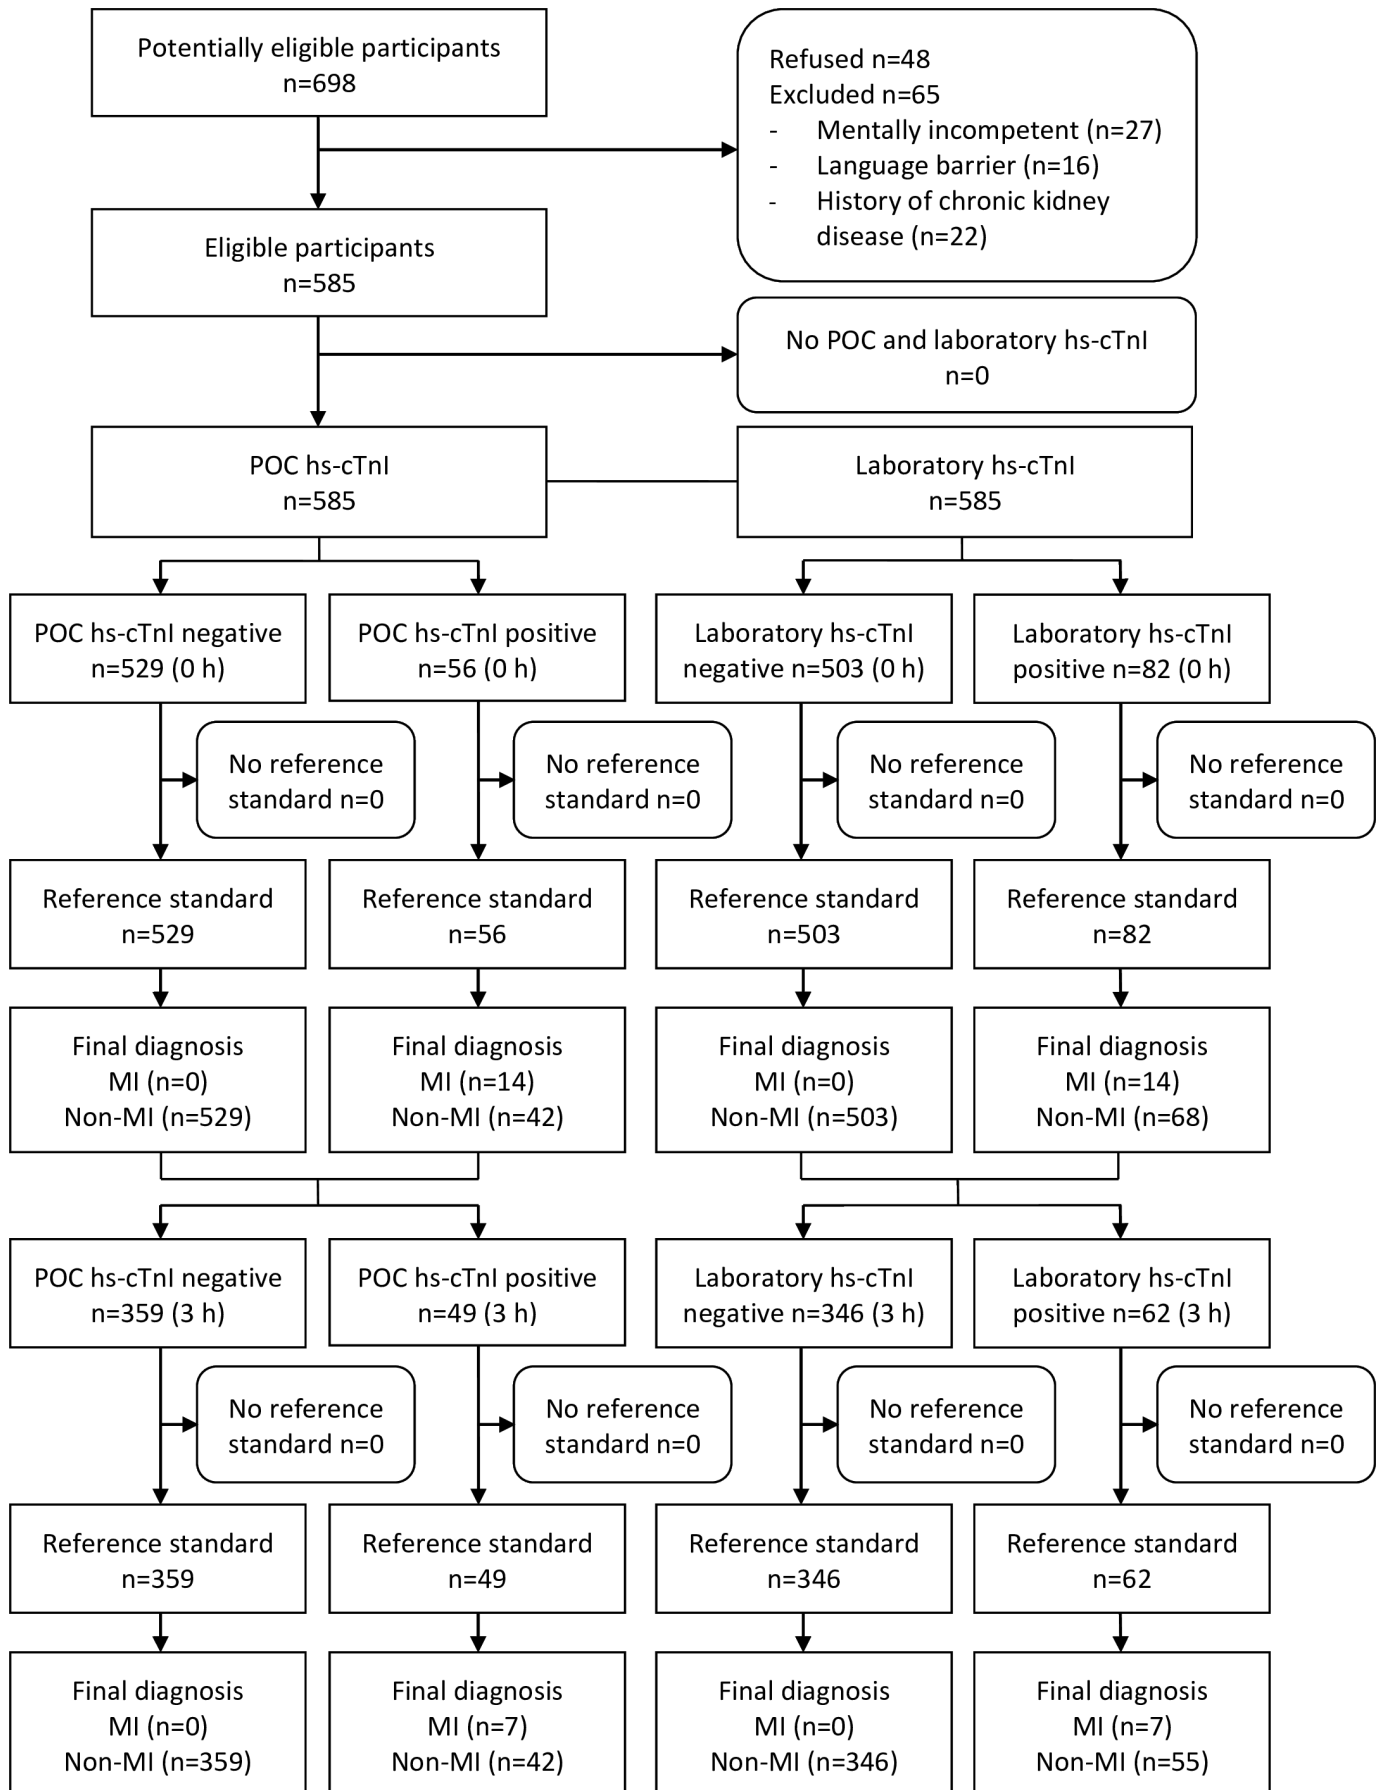 Potentially eligible participants
n=698
Refused n=48
Excluded n=65
- Mentally incompetent (n=27)
- Language barrier (n=16)
- History of chronic kidney
disease (n=22)
Eligible participants
n=585
No POC and laboratory hs-cTnI
n=0
POC hs-cTnI
n=585
Laboratory hs-cTnI
n=585
POC hs-cTnI negative
n=529 (0 h)
POC hs-cTnI positive
n=56 (0 h)
Laboratory hs-cTnI
negative n=503 (0 h)
Laboratory hs-cTnI
positive n=82 (0 h)
No reference
standard n=0
No reference
standard n=0
No reference
standard n=0
No reference
standard n=0
Reference standard
n=529
Reference standard
n=56
Reference standard
n=503
Reference standard
n=82
Final diagnosis
MI (n=0)
Non-MI (n=529)
Final diagnosis
MI (n=14)
Non-MI (n=42)
Final diagnosis
MI (n=0)
Non-MI (n=503)
Final diagnosis
MI (n=14)
Non-MI (n=68)
POC hs-cTnI negative
n=359 (3 h)
POC hs-cTnI positive
n=49 (3 h)
Laboratory hs-cTnI
negative n=346 (3 h)
Laboratory hs-cTnI
positive n=62 (3 h)
No reference
standard n=0
No reference
standard n=0
No reference
standard n=0
No reference
standard n=0
Reference standard
n=359
Reference standard
n=49
Reference standard
n=346
Reference standard
n=62
Final diagnosis
MI (n=0)
Non-MI (n=359)
Final diagnosis
MI (n=7)
Non-MI (n=42)
Final diagnosis
MI (n=0)
Non-MI (n=346)
Final diagnosis
MI (n=7)
Non-MI (n=55)